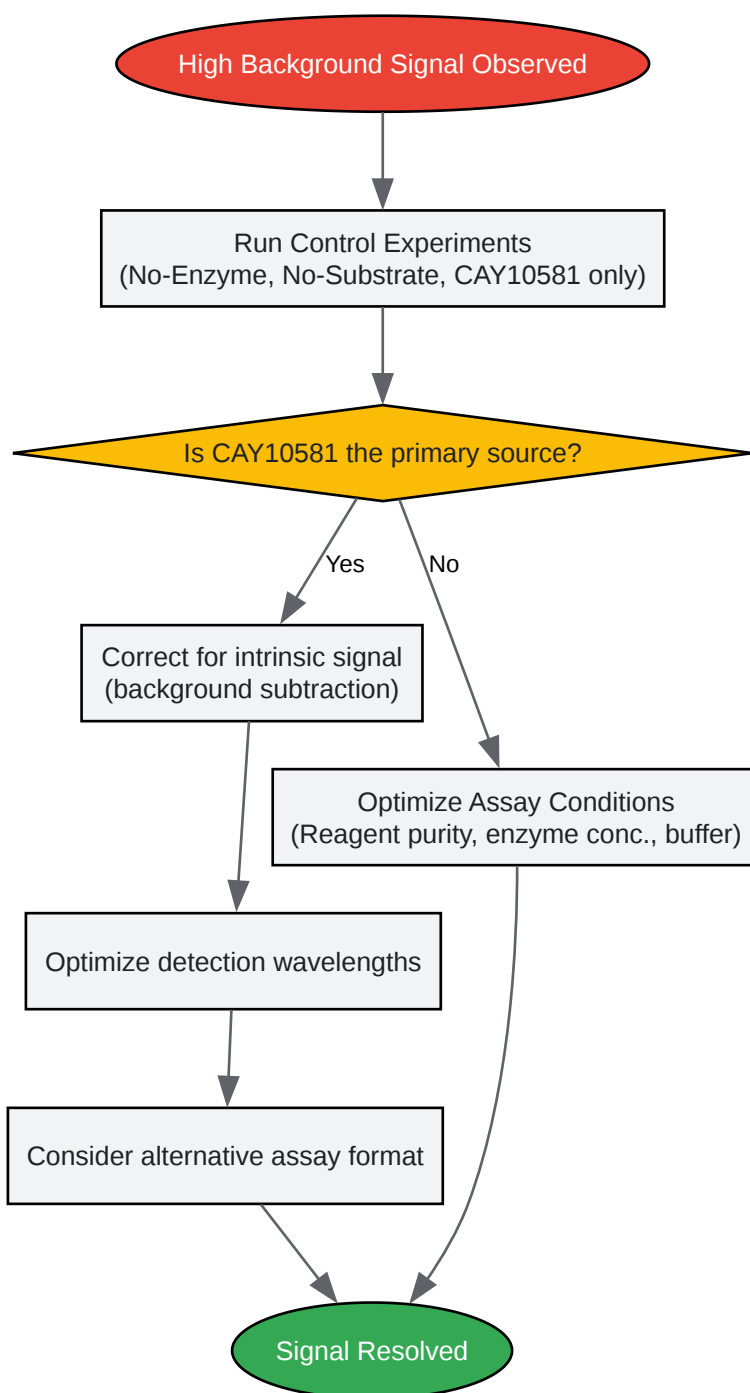 High Background Signal Observed
Run Control Experiments
(No-Enzyme, No-Substrate, CAY10581 only)
Is CAY10581 the primary source?
Yes
No
Correct for intrinsic signal
(background subtraction)
Optimize Assay Conditions
(Reagent purity, enzyme conc., buffer)
Optimize detection wavelengths
Consider alternative assay format
Signal Resolved